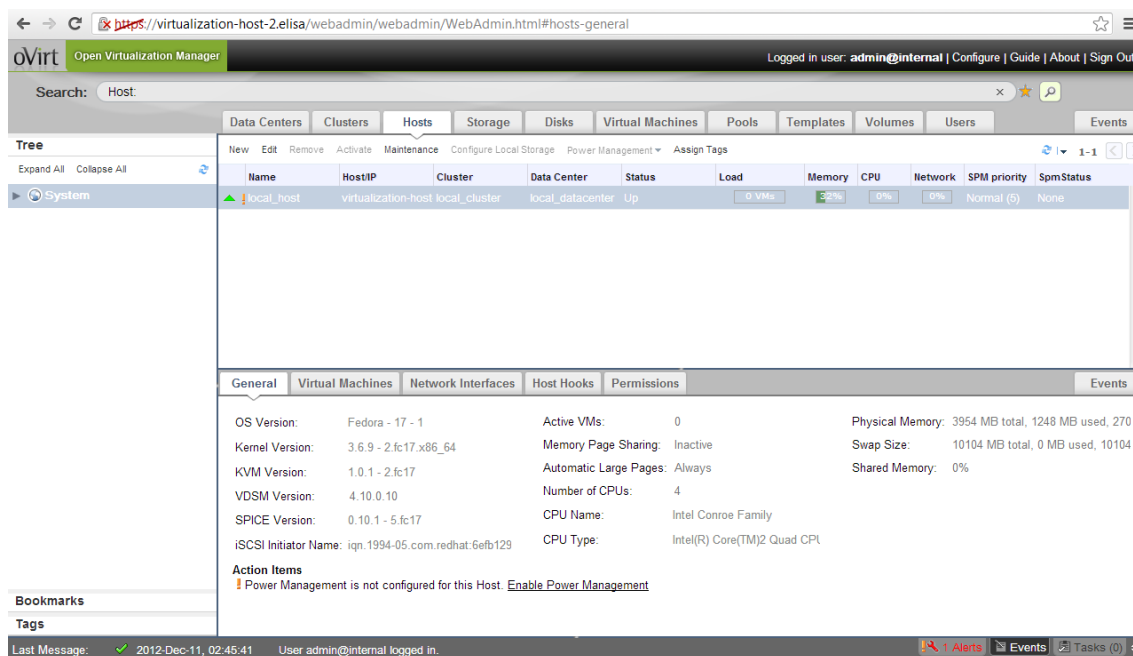 https://virtualization-host-2.elisa/webadmin/webadmin/WebAdmin.html#hosts-general
oVirt Open Virtualization Manager Logged in user: admin@internal | Configure | Guide | About | Sign Out
Search: Host:
Data Centers Clusters Hosts Storage Disks Virtual Machines Pools Templates Volumes Users Events
Tree New Edit Remove Activate Maintenance Configure Local Storage Power Management Assign Tags 1-1
Expand All Collapse All
Name Host/IP Cluster Data Center Status Load Memory CPU Network SPM priority SpmStatus
System local_host virtualization-host local_cluster local_datacenter Up 0 VMs 32% 0% 0% Normal (5) None
General Virtual Machines Network Interfaces Host Hooks Permissions Events
OS Version: Fedora - 17 - 1 Active VMs: 0 Physical Memory: 3954 MB total, 1248 MB used, 270
Kernel Version: 3.6.9 - 2.fc17.x86_64 Memory Page Sharing: Inactive Swap Size: 10104 MB total, 0 MB used, 10104
KVM Version: 1.0.1 - 2.fc17 Automatic Large Pages: Always Shared Memory: 0%
VDSM Version: 4.10.0.10 Number of CPUs: 4
SPICE Version: 0.10.1 - 5.fc17 CPU Name: Intel Conroe Family
iSCSI Initiator Name: iqn.1994-05.com.redhat:6efb129 CPU Type: Intel(R) Core(TM)2 Quad CPU
Action Items
Power Management is not configured for this Host. Enable Power Management
Bookmarks
Tags
Last Message: 2012-Dec-11, 02:45:41 User admin@internal logged in. 1 Alerts Events Tasks (0)